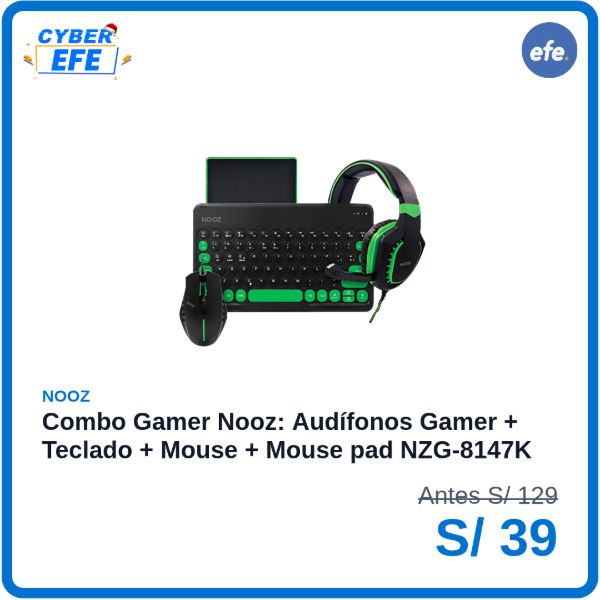 CYBER
EFE
efe.
NOOZ
NOOZ
NOOZ
Combo Gamer Nooz: Audífonos Gamer +
Teclado + Mouse + Mouse pad NZG-8147K
Antes S/ 129
S/ 39